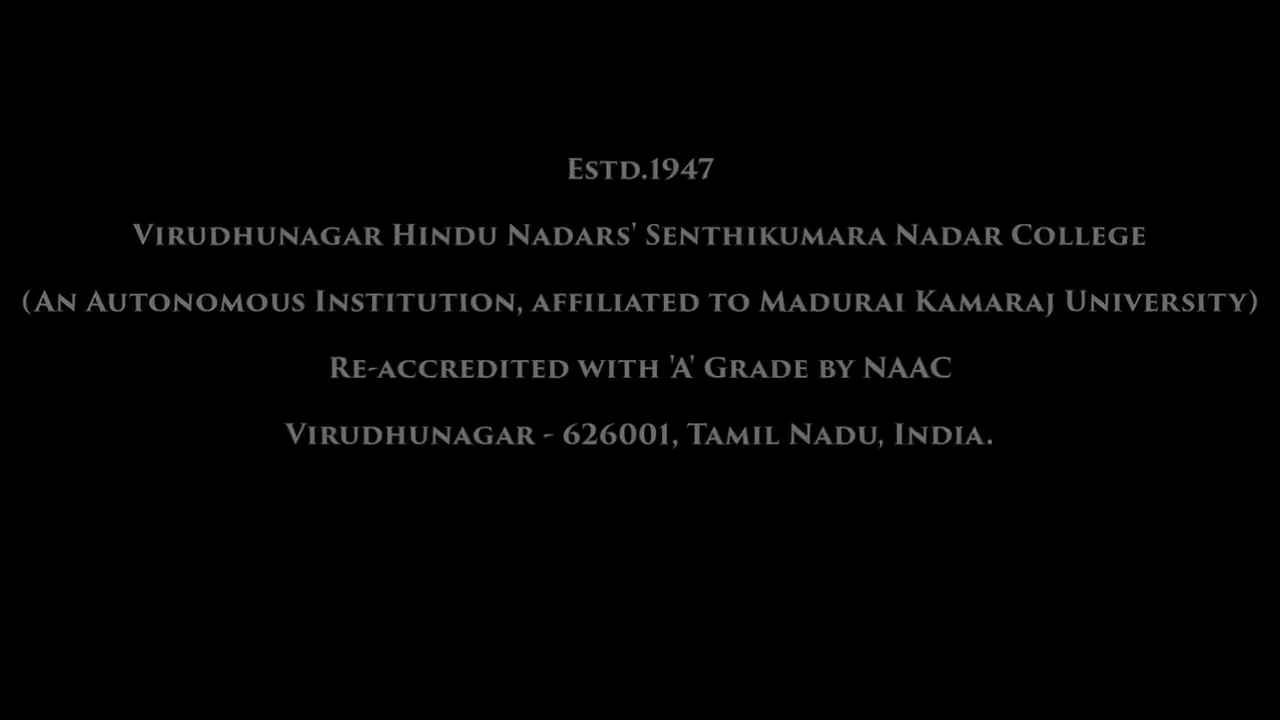 Estd.1947
Virudhunagar Hindu Nadars' Senthikumara Nadar College
(An Autonomous Institution, affiliated to Madurai Kamaraj University)
Re-accredited with 'A' Grade by NAAC
Virudhunagar - 626001, Tamil Nadu, India.